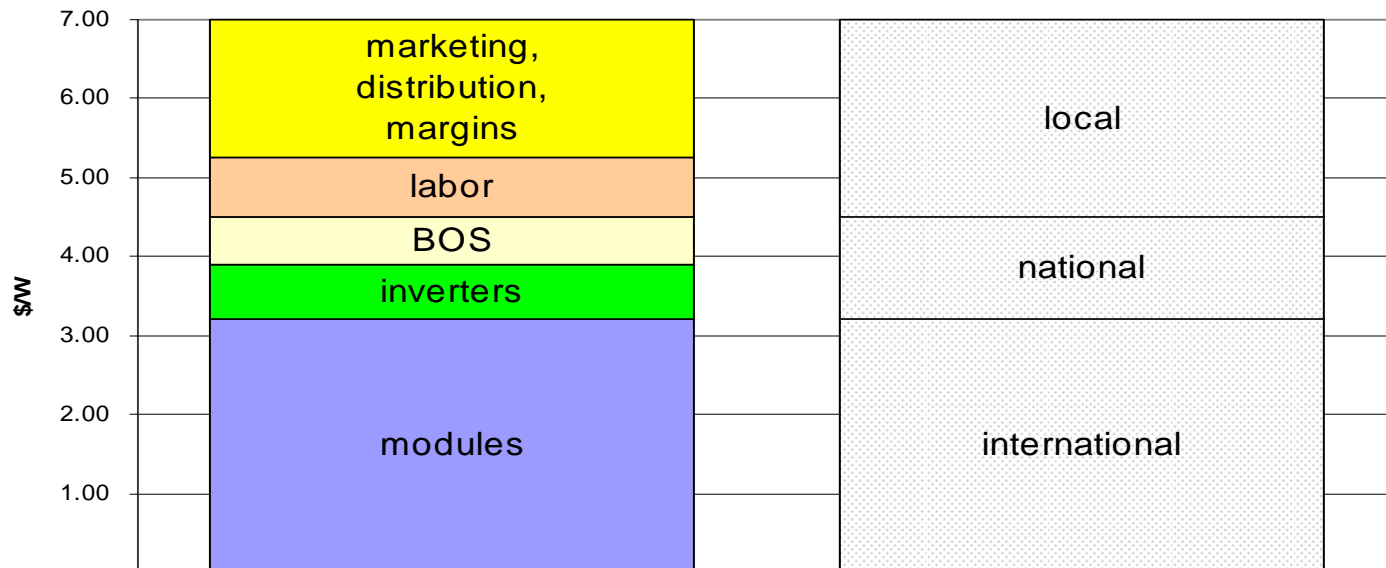 7.00
6.00
5.00
4.00
3.00
2.00
1.00
$/W
marketing,
distribution,
margins
labor
BOS
inverters
modules
local
national
international